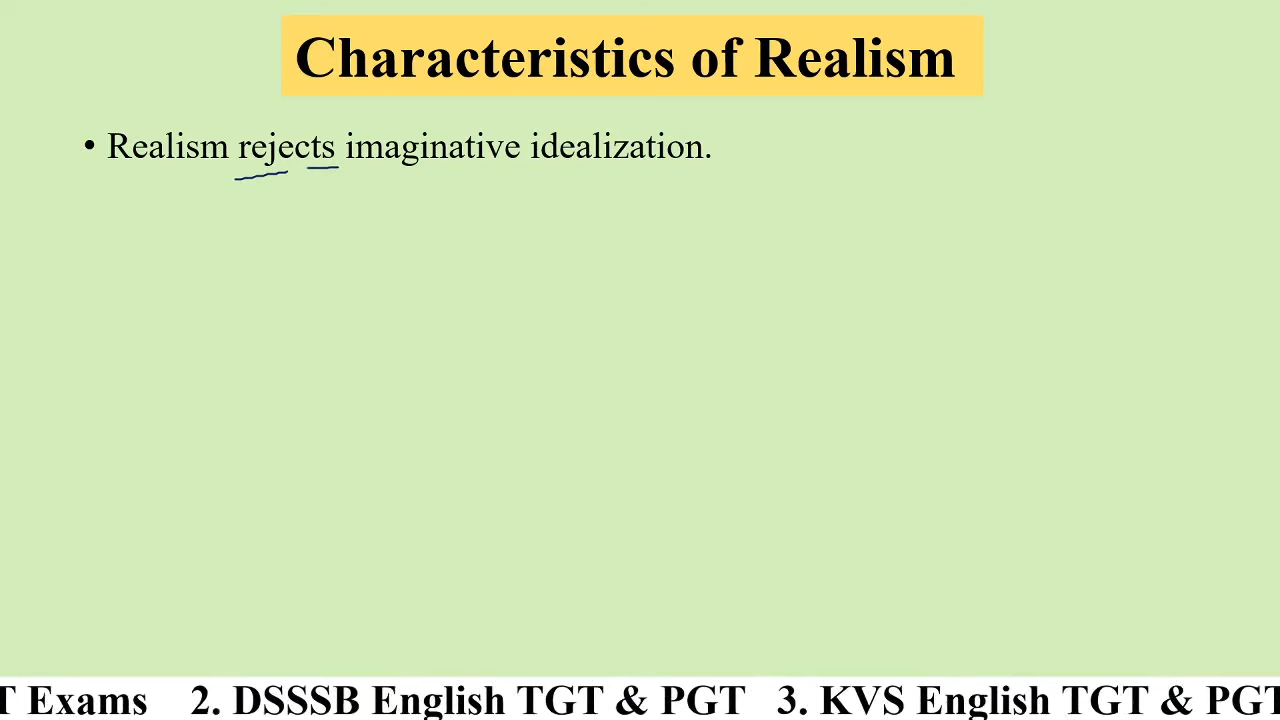 Characteristics of Realism
• Realism rejects imaginative idealization.
T Exams 2. DSSSB English TGT & PGT 3. KVS English TGT & PGT